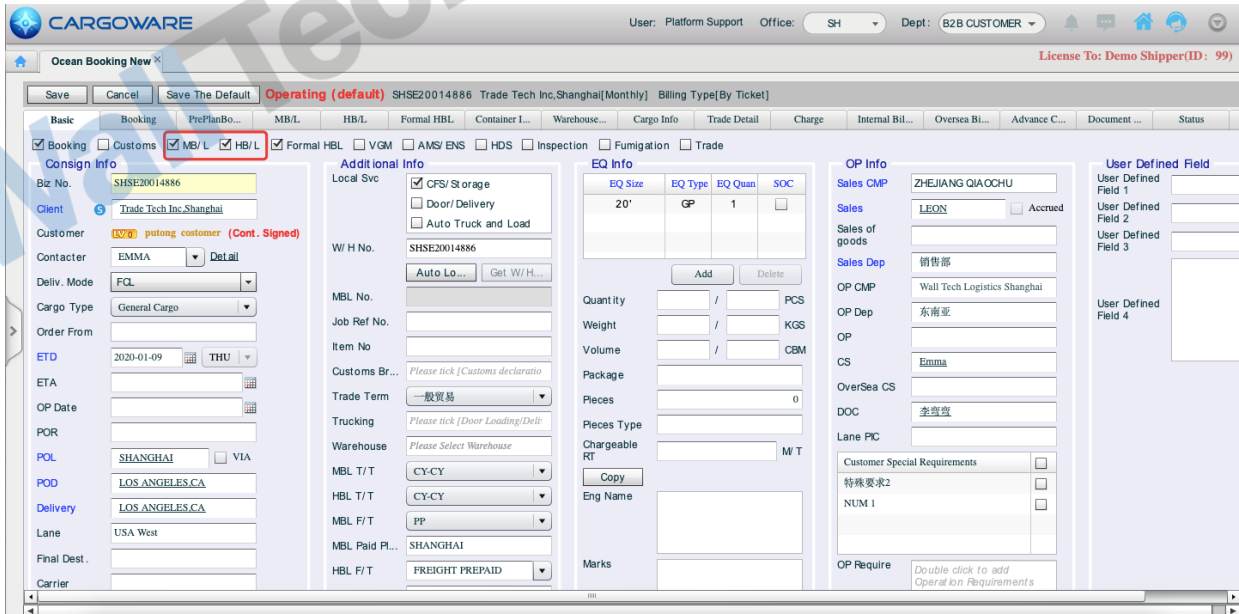 CARGOWARE
User: Platform Support Office: SH Dept: B2B CUSTOMER
Ocean Booking New ×
License To: Demo Shipper(ID: 99)
Save Cancel Save The Default Operating (default) SHSE20014886 Trade Tech Inc,Shanghai[Monthly] Billing Type[By Ticket]
Basic Booking PrePlanBo... MB/L HB/L Formal HBL Container I... Warehouse... Cargo Info Trade Detail Charge Internal Bil... Oversea Bi... Advance C... Document ... Status
Booking Customs MB/L HB/L Formal HBL VGM AMS/ENS HDS Inspection Fumigation Trade
Consign Info
Biz No. SHSE20014886
Client S Trade Tech Inc,Shanghai
Customer LV 0 putong costomer (Cont. Signed)
Contacter EMMA Detail
Deliv. Mode FCL
Cargo Type General Cargo
Order From
ETD 2020-01-09 THU
ETA
OP Date
POR
POL SHANGHAI VIA
POD LOS ANGELES,CA
Delivery LOS ANGELES,CA
Lane USA West
Final Dest.
Carrier
Additional Info
Local Svc CFS/Storage
Door/Delivery
Auto Truck and Load
W/H No. SHSE20014886
Auto Lo... Get W/H...
MBL No.
Job Ref No.
Item No
Customs Br... Please tick [Customs declaratio
Trade Term 一般贸易
Trucking Please tick [Door Loading/Deliv
Warehouse Please Select Warehouse
MBL T/T CY-CY
HBL T/T CY-CY
MBL F/T PP
MBL Paid Pl... SHANGHAI
HBL F/T FREIGHT PREPAID
EQ Info
EQ Size EQ Type EQ Quan SOC
20' GP 1
Add Delete
Quantity / PCS
Weight / KGS
Volume / CBM
Package
Pieces 0
Pieces Type
Chargeable
RT M/T
Copy
Eng Name
Marks
OP Info
Sales CMP ZHEJIANG QIAOCHU
Sales LEON Accrued
Sales of
goods
Sales Dep 销售部
OP CMP Wall Tech Logistics Shanghai
OP Dep 东南亚
OP
CS Emma
OverSea CS
DOC 李弯弯
Lane PIC
Customer Special Requirements
特殊要求2
NUM 1
OP Require Double click to add
Operation Requirements
User Defined Field
User Defined
Field 1
User Defined
Field 2
User Defined
Field 3
User Defined
Field 4
WallTech